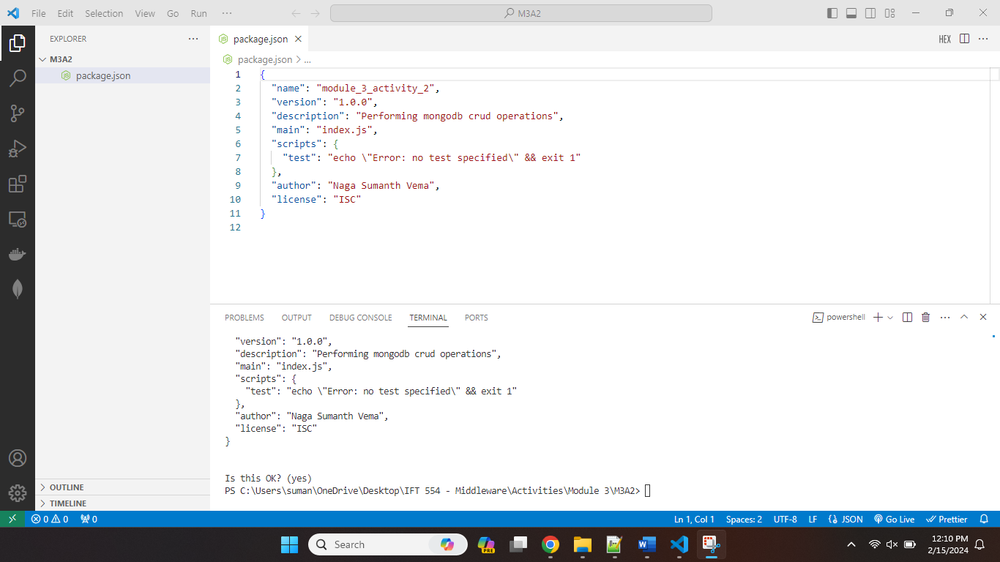 File Edit Selection View Go Run ···
M3A2
EXPLORER
M3A2
package.json
OUTLINE
TIMELINE
package.json
HEX
package.json > ...
1 {
2 "name": "module_3_activity_2",
3 "version": "1.0.0",
4 "description": "Performing mongodb crud operations",
5 "main": "index.js",
6 "scripts": {
7 "test": "echo \"Error: no test specified\" && exit 1"
8 },
9 "author": "Naga Sumanth Vema",
10 "license": "ISC"
11 }
12
PROBLEMS OUTPUT DEBUG CONSOLE TERMINAL PORTS
powershell
"version": "1.0.0",
"description": "Performing mongodb crud operations",
"main": "index.js",
"scripts": {
"test": "echo \"Error: no test specified\" && exit 1"
},
"author": "Naga Sumanth Vema",
"license": "ISC"
}
Is this OK? (yes)
PS C:\Users\suman\OneDrive\Desktop\IFT 554 - Middleware\Activities\Module 3\M3A2>
0 0 0 Ln 1, Col 1 Spaces: 2 UTF-8 LF {} JSON Go Live Prettier
Search
PRE
12:10 PM
2/15/2024